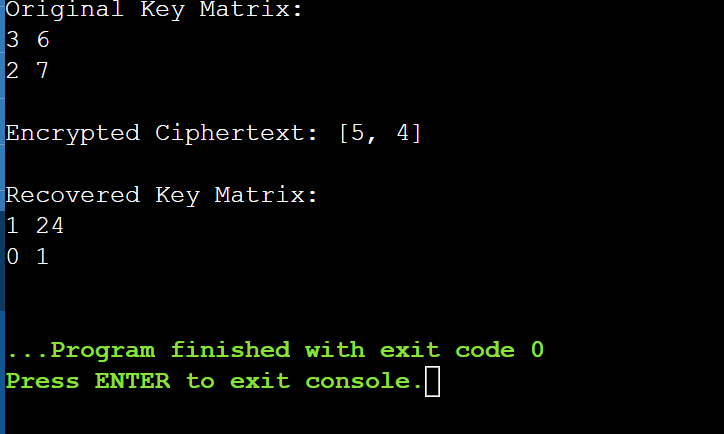 Original Key Matrix:
3 6
2 7
Encrypted Ciphertext: [5, 4]
Recovered Key Matrix:
1 24
0 1
...Program finished with exit code 0
Press ENTER to exit console.